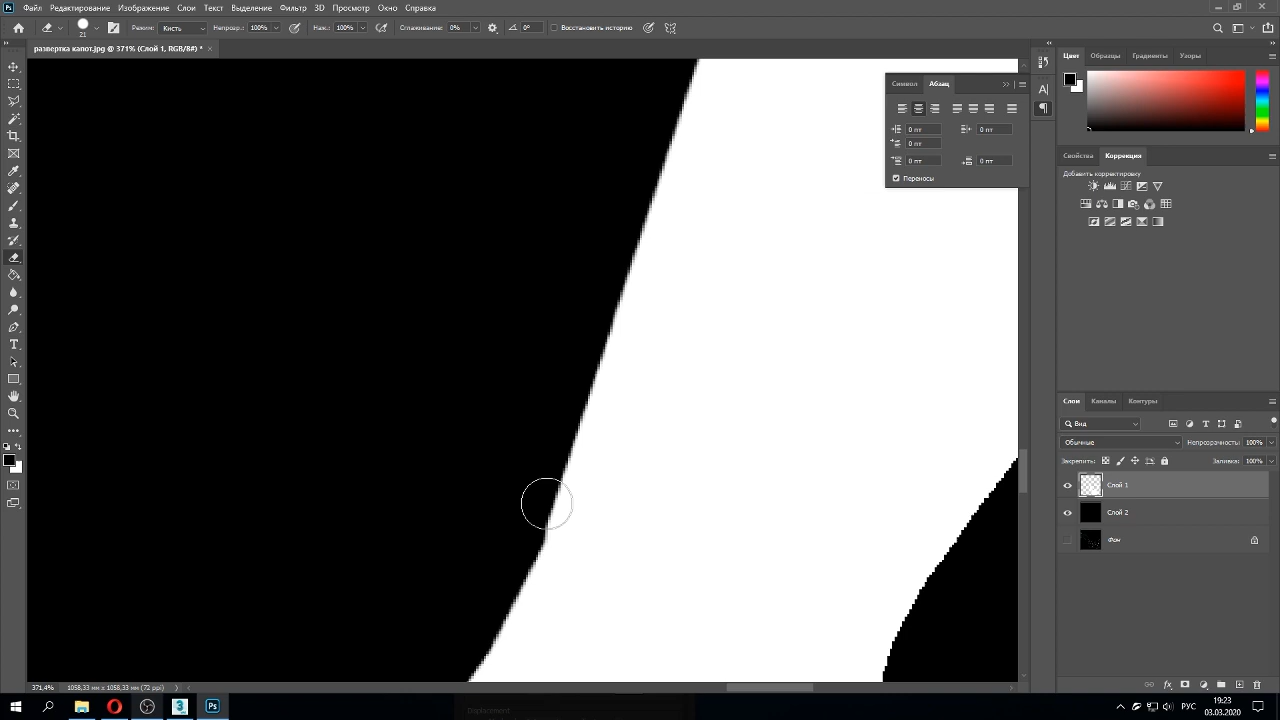 Файл Редактирование Изображение Слои Текст Выделение Фильтр 3D Просмотр Окно Справка
21 Режим: Кисть Непрозр.: 100% Наж.: 100% Сглаживание: 0% 0° Восстановить историю
развертка капот.jpg @ 371% (Слой 1, RGB/8#) *
Цвет Образцы Градиенты Узоры
Символ Абзац
0 пт 0 пт
0 пт
0 пт 0 пт
Переносы
Свойства Коррекция
Добавить корректировку
Слои Каналы Контуры
Вид
Обычные Непрозрачность: 100%
Закрепить: Заливка: 100%
Слой 1
Слой 2
Фон
371,4% 1058,33 мм x 1058,33 мм (72 ppi)
Displacement...
РУС 19:23
03.03.2020